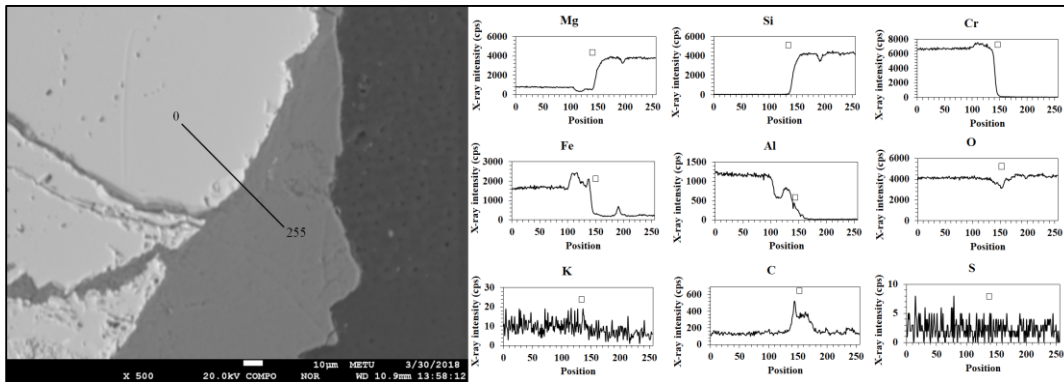 0
255
10µm METU 3/30/2018
X 500 20.0kV COMPO NOR WD 10.9mm 13:58:12
Mg
X-ray nitensity (cps)
6000
4000
2000
0
0 50 100 150 200 250
Position
Si
X-ray intensity (cps)
6000
4000
2000
0
0 50 100 150 200 250
Position
Cr
X-ray intensity (cps)
10000
8000
6000
4000
2000
0
0 50 100 150 200 250
Position
Fe
X-ray intensity (cps)
3000
2000
1000
0
0 50 100 150 200 250
Position
Al
X-ray intensity (cps)
1500
1000
500
0
0 50 100 150 200 250
Position
O
X-ray intensity (cps)
6000
4000
2000
0
0 50 100 150 200 250
Position
K
X-ray intensity (cps)
30
20
10
0
0 50 100 150 200 250
Position
C
X-ray intensity (cps)
600
400
200
0
0 50 100 150 200 250
Position
S
X-ray intensity (cps)
10
5
0
0 50 100 150 200 250
Position